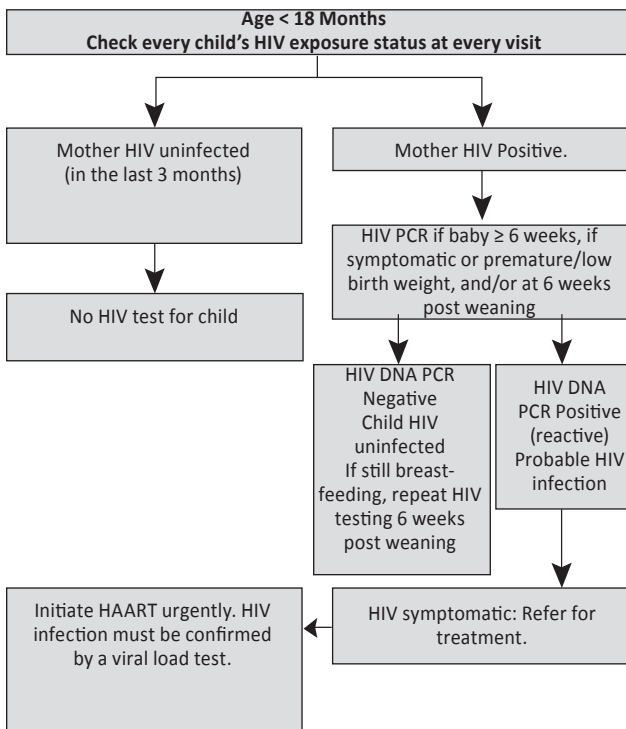 Age < 18 Months
Check every child’s HIV exposure status at every visit
Mother HIV uninfected
(in the last 3 months)
Mother HIV Positive.
No HIV test for child
HIV PCR if baby ≥ 6 weeks, if
symptomatic or premature/low
birth weight, and/or at 6 weeks
post weaning
HIV DNA PCR
Negative
Child HIV
uninfected
If still breast-
feeding, repeat HIV
testing 6 weeks
post weaning
HIV DNA
PCR Positive
(reactive)
Probable HIV
infection
HIV symptomatic: Refer for
treatment.
Initiate HAART urgently. HIV
infection must be confirmed
by a viral load test.